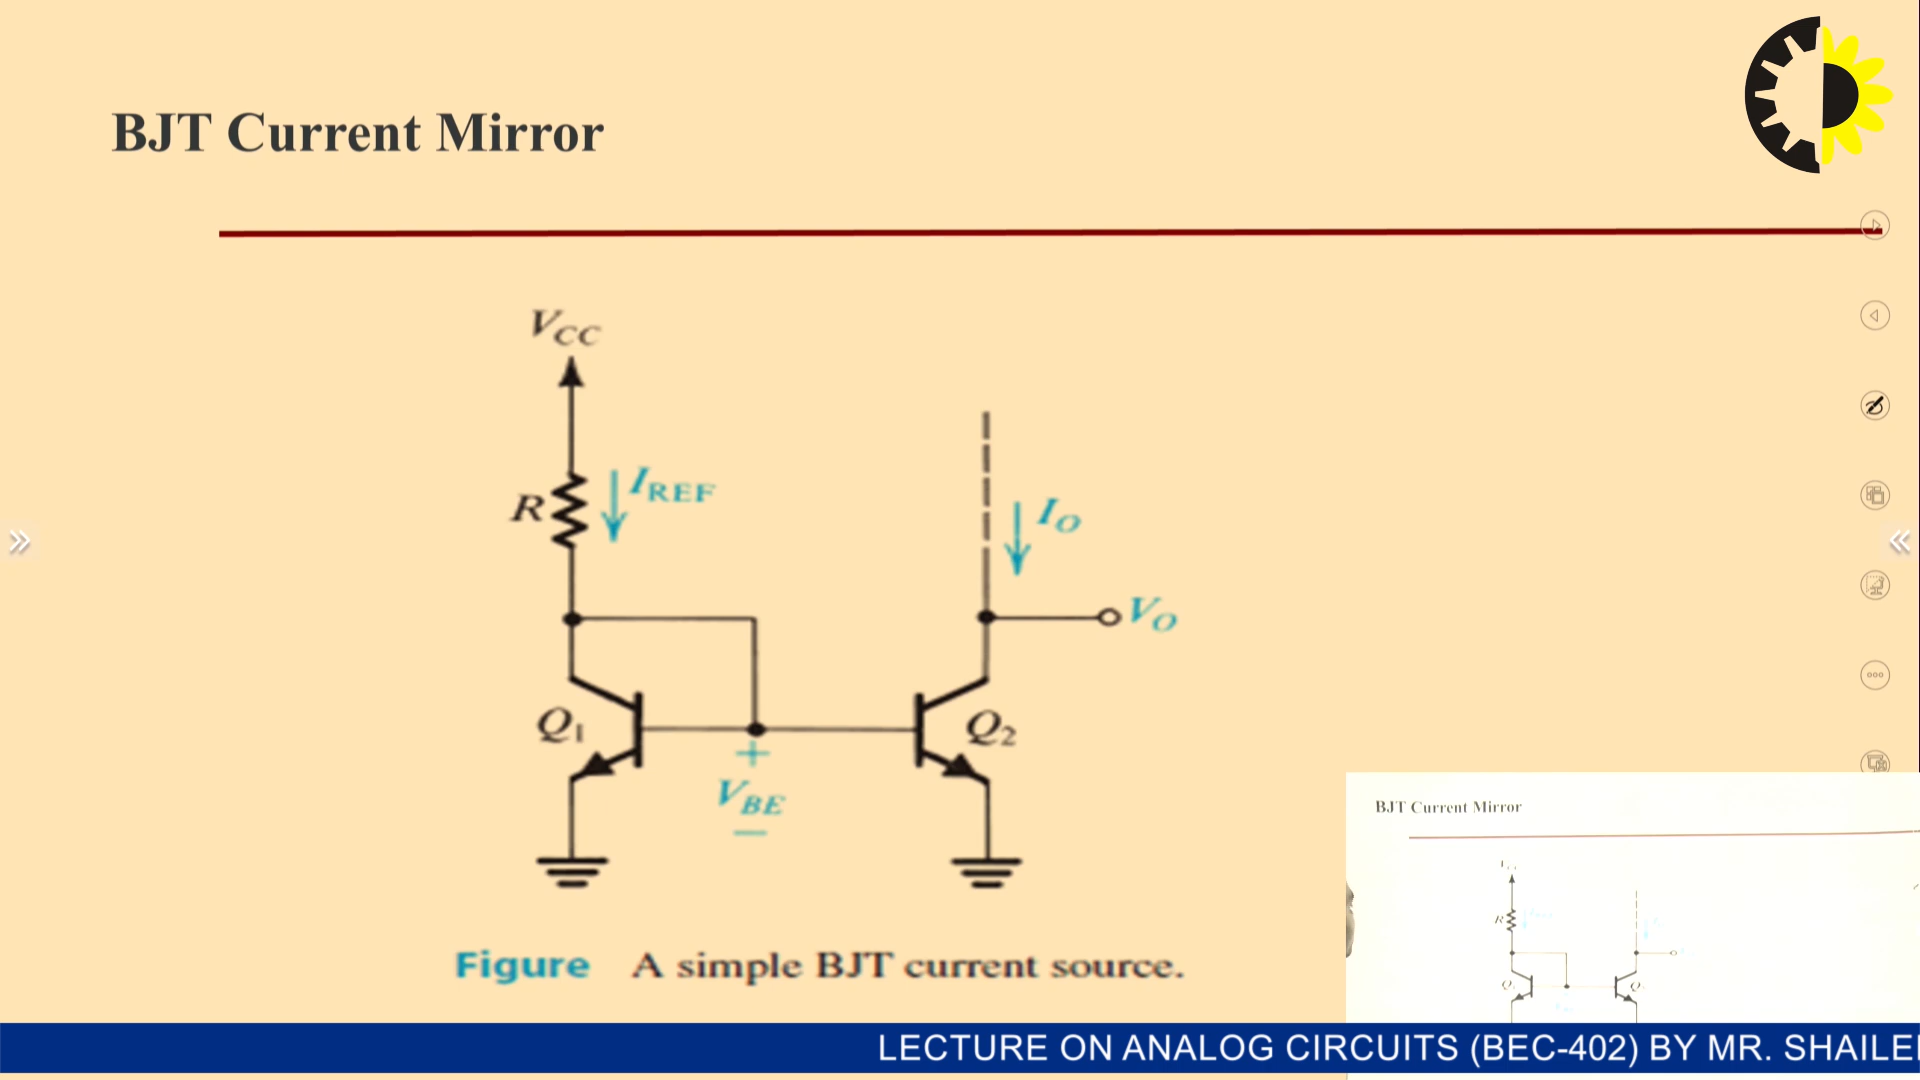 BJT Current Mirror
VCC
R
IREF
IO
VO
Q1
Q2
+
VBE
−
Figure A simple BJT current source.
BJT Current Mirror
R
Q
Q
LECTURE ON ANALOG CIRCUITS (BEC-402) BY MR. SHAILE